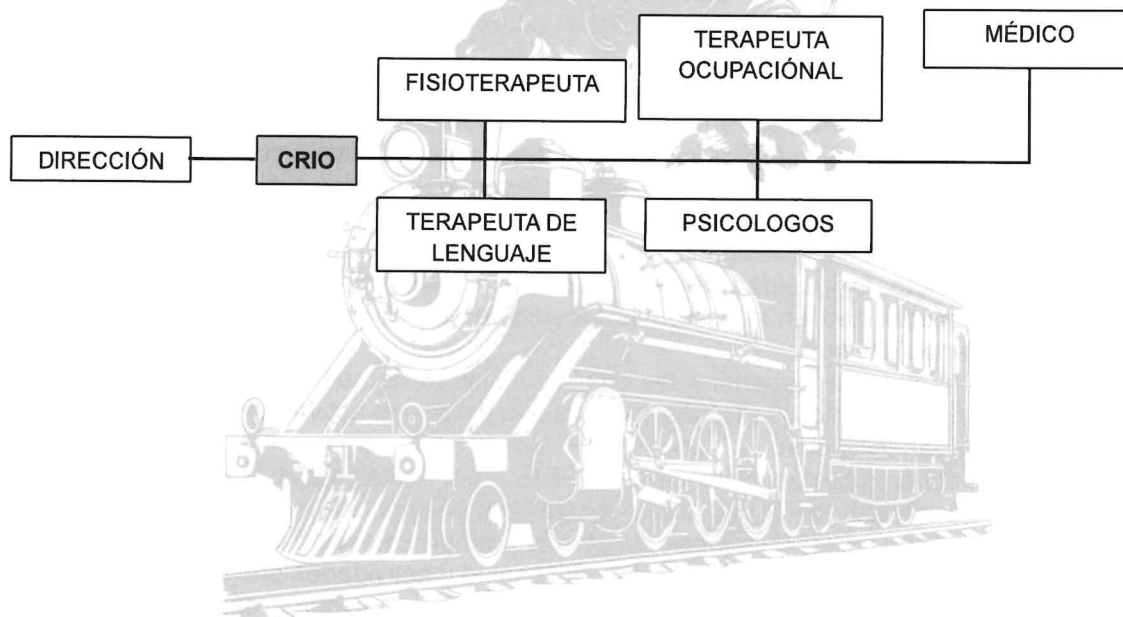 MÉDICO
TERAPEUTA
OCUPACIÓNAL
FISIOTERAPEUTA
DIRECCIÓN
CRIO
TERAPEUTA DE
LENGUAJE
PSICOLOGOS